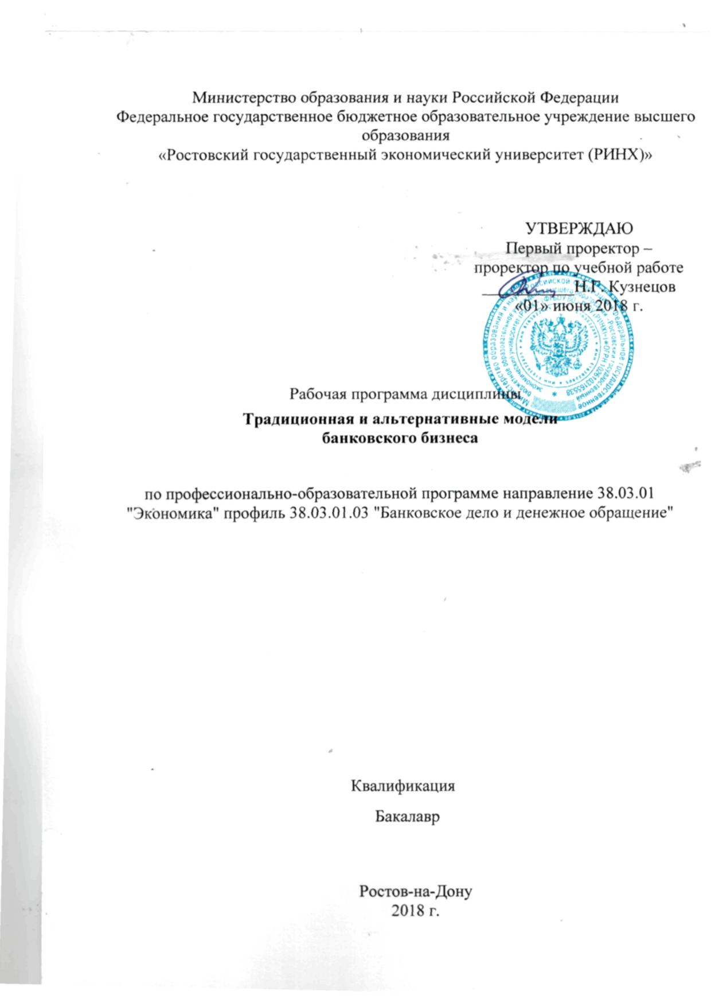 Министерство образования и науки Российской Федерации
Федеральное государственное бюджетное образовательное учреждение высшего
образования
«Ростовский государственный экономический университет (РИНХ)»
УТВЕРЖДАЮ
Первый проректор –
проректор по учебной работе
Н.Г. Кузнецов
«01» июня 2018 г.
Рабочая программа дисциплины
Традиционная и альтернативные модели
банковского бизнеса
по профессионально-образовательной программе направление 38.03.01
"Экономика" профиль 38.03.01.03 "Банковское дело и денежное обращение"
Квалификация
Бакалавр
Ростов-на-Дону
2018 г.